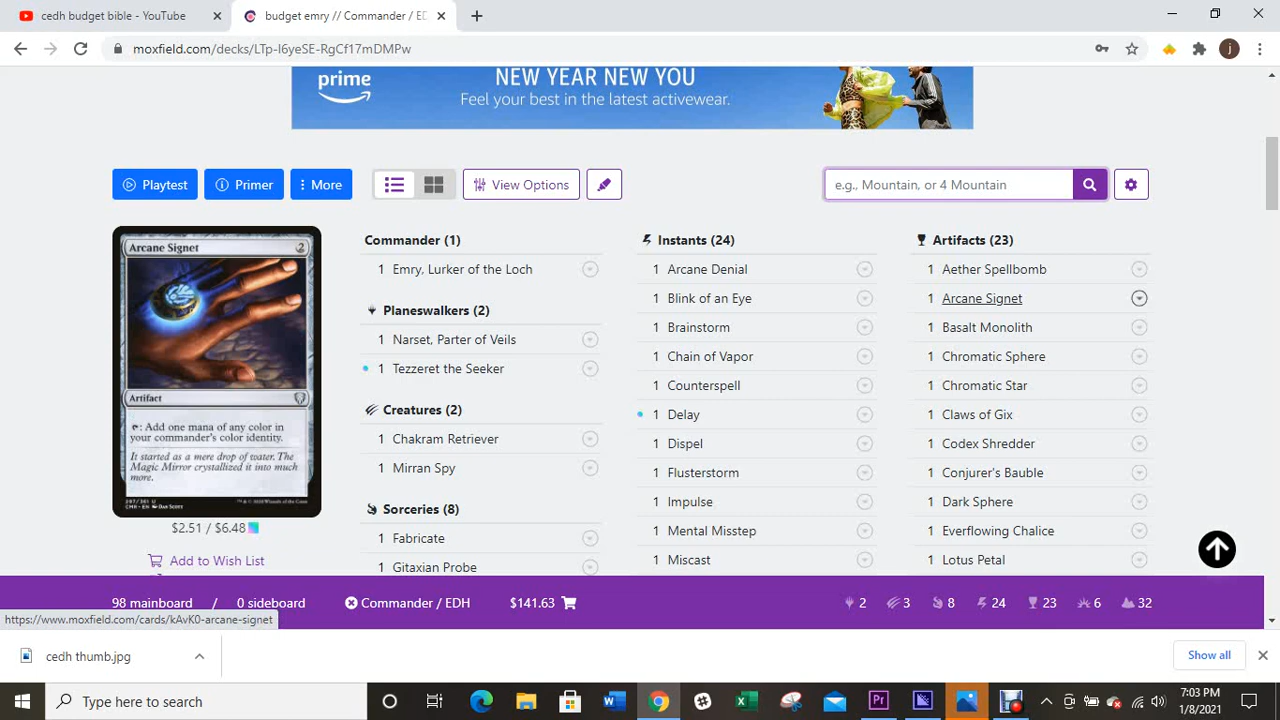 cedh budget bible - YouTube
budget emry // Commander / ED
moxfield.com/decks/LTp-I6yeSE-RgCf17mDMPw
j
prime
NEW YEAR NEW YOU
Feel your best in the latest activewear.
Playtest
Primer
More
View Options
e.g., Mountain, or 4 Mountain
Arcane Signet 2
Artifact
: Add one mana of any color in
your commander's color identity.
It started as a mere drop of water. The
Magic Mirror crystallized it into much
more.
$2.51 / $6.48
Add to Wish List
Commander (1)
1 Emry, Lurker of the Loch
Planeswalkers (2)
1 Narset, Parter of Veils
1 Tezzeret the Seeker
Creatures (2)
1 Chakram Retriever
1 Mirran Spy
Sorceries (8)
1 Fabricate
1 Gitaxian Probe
Instants (24)
1 Arcane Denial
1 Blink of an Eye
1 Brainstorm
1 Chain of Vapor
1 Counterspell
1 Delay
1 Dispel
1 Flusterstorm
1 Impulse
1 Mental Misstep
1 Miscast
Artifacts (23)
1 Aether Spellbomb
1 Arcane Signet
1 Basalt Monolith
1 Chromatic Sphere
1 Chromatic Star
1 Claws of Gix
1 Codex Shredder
1 Conjurer's Bauble
1 Dark Sphere
1 Everflowing Chalice
1 Lotus Petal
98 mainboard / 0 sideboard Commander / EDH $141.63 2 3 8 24 23 6 32
https://www.moxfield.com/cards/kAvK0-arcane-signet
cedh thumb.jpg
Show all
Type here to search
7:03 PM
1/8/2021